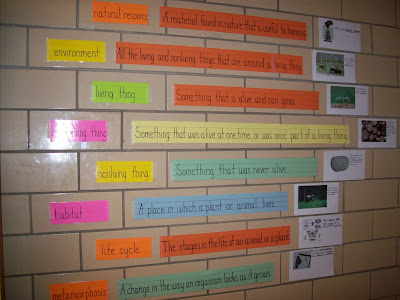 natural resource
A material found in nature that is useful to humans.
environment
All the living and nonliving things that are around a living thing.
living thing
Something that is alive and can grow.
thing
Something that was alive at one time, or was once part of a living thing.
nonliving thing
Something that was never alive.
habitat
A place in which a plant or animal lives.
life cycle
The stages in the life of an animal or a plant.
metamorphosis
A change in the way an organism looks as it grows.